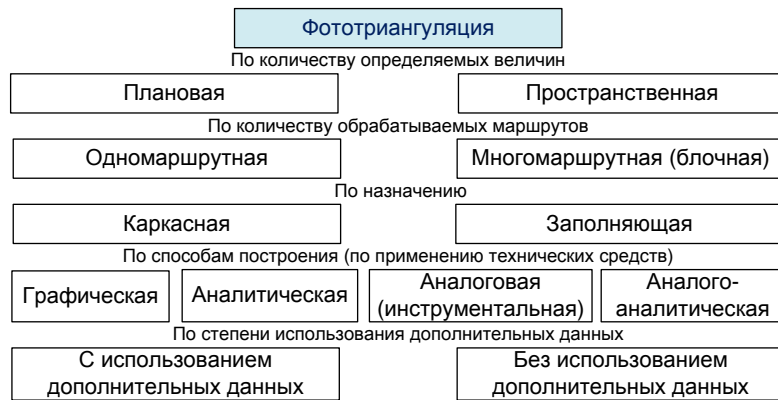 Фототриангуляция
По количеству определяемых величин
Плановая
Пространственная
По количеству обрабатываемых маршрутов
Одномаршрутная
Многомаршрутная (блочная)
По назначению
Каркасная
Заполняющая
По способам построения (по применению технических средств)
Графическая
Аналитическая
Аналоговая
(инструментальная)
Аналого-
аналитическая
По степени использования дополнительных данных
С использованием
дополнительных данных
Без использованием
дополнительных данных